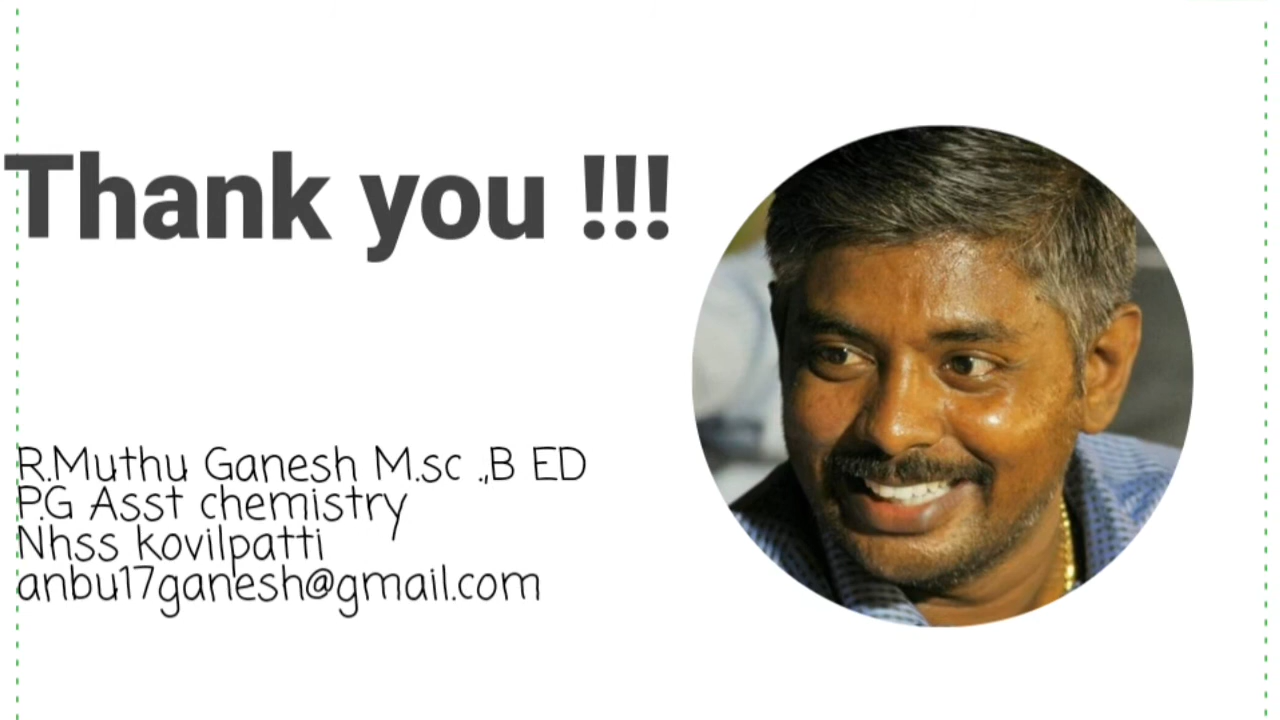 Thank you !!!
R.Muthu Ganesh M.sc .,B ED
P.G Asst chemistry
Nhss kovilpatti
anbu17ganesh@gmail.com